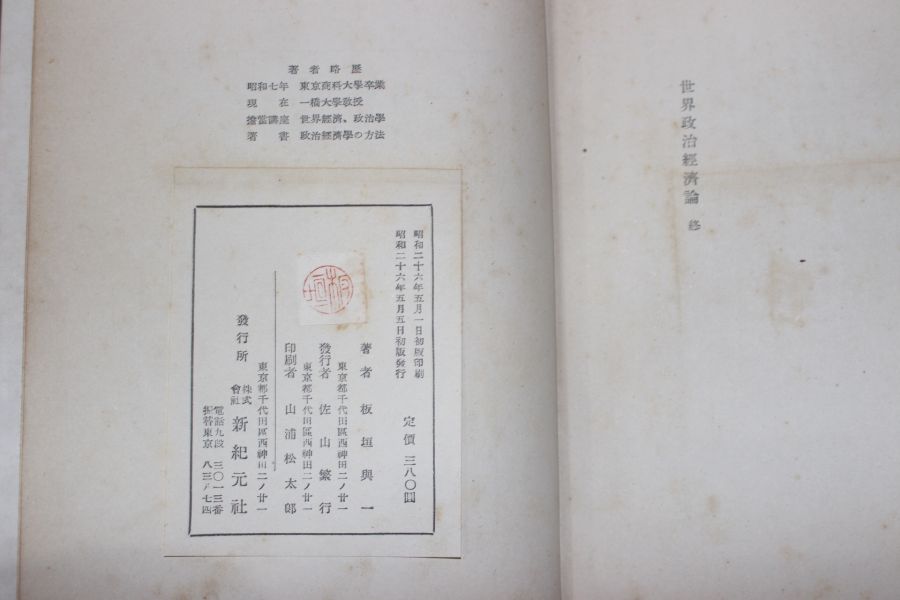 世界政治經濟論 終
著者略歷
昭和七年 東京商科大學卒業
現在 一橋大學敎授
擔當講座 世界經濟、政治學
著書 政治經濟學の方法
昭和二十六年五月一日初版印刷
昭和二十六年五月五日初版發行
定價 三八〇圓
著者 板垣與一
東京都千代田區西神田二ノ廿一
發行者 佐山繁行
東京都千代田區西神田二ノ廿一
印刷者 山浦松太郎
板垣
東京都千代田區西神田二ノ廿一
發行所 株式會社 新紀元社
電話九段 三〇一三番
振替東京